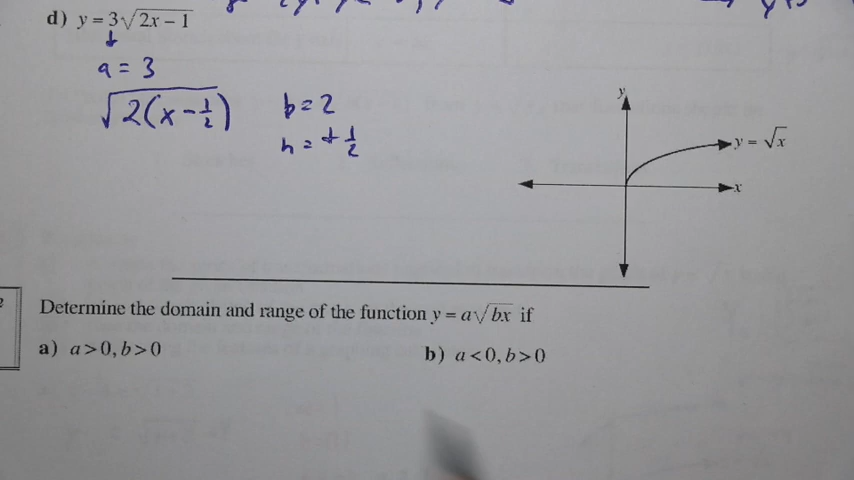 d) y = 3√2x − 1
a = 3
√2(x − 1/2)
b = 2
h = + 1/2
y
y = √x
x
Determine the domain and range of the function y = a√bx if
a) a > 0, b > 0
b) a < 0, b > 0